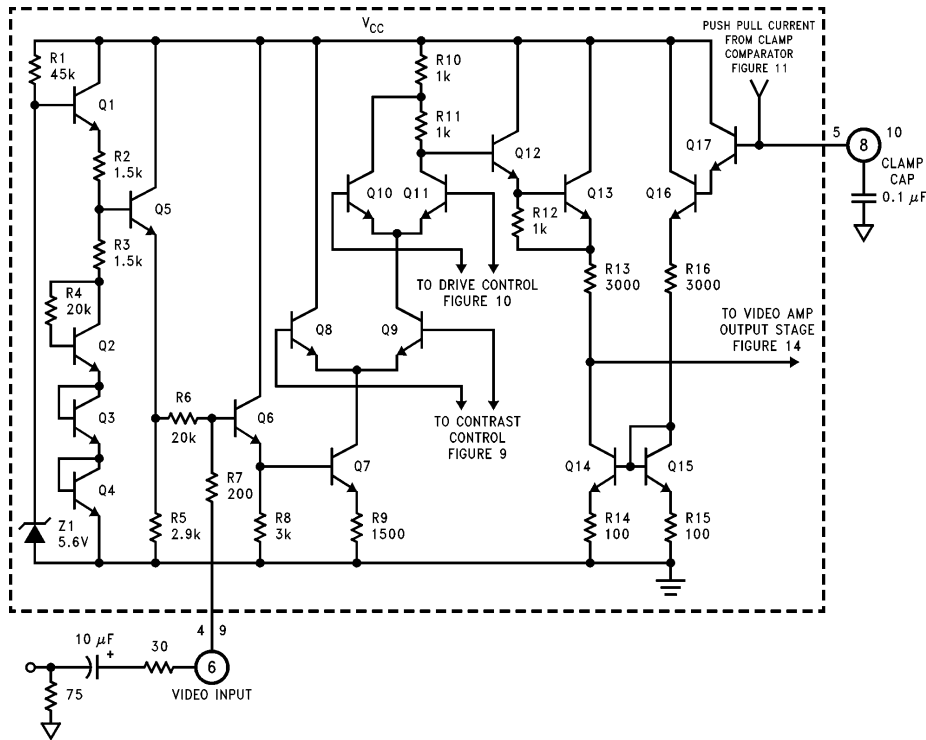 V_CC
PUSH PULL CURRENT
FROM CLAMP
COMPARATOR
FIGURE 11
R1
45k
Q1
R2
1.5k
Q5
R3
1.5k
R4
20k
Q2
Q3
Q4
Z1
5.6V
R5
2.9k
R6
20k
R7
200
Q6
R8
3k
Q7
R9
1500
Q8
Q9
TO CONTRAST
CONTROL
FIGURE 9
Q10
Q11
TO DRIVE CONTROL
FIGURE 10
R10
1k
R11
1k
Q12
R12
1k
Q13
R13
3000
Q16
Q17
R16
3000
TO VIDEO AMP
OUTPUT STAGE
FIGURE 14
Q14
Q15
R14
100
R15
100
5
8
10
CLAMP
CAP
0.1 μF
4
9
10 μF
+
30
6
75
VIDEO INPUT